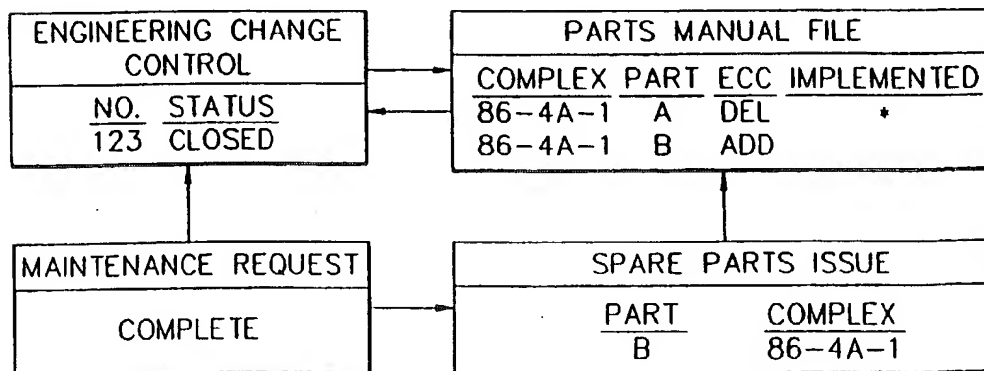 ENGINEERING CHANGE
CONTROL
NO. STATUS
123 CLOSED
PARTS MANUAL FILE
COMPLEX PART ECC IMPLEMENTED
86-4A-1 A DEL *
86-4A-1 B ADD
MAINTENANCE REQUEST
COMPLETE
SPARE PARTS ISSUE
PART COMPLEX
B 86-4A-1